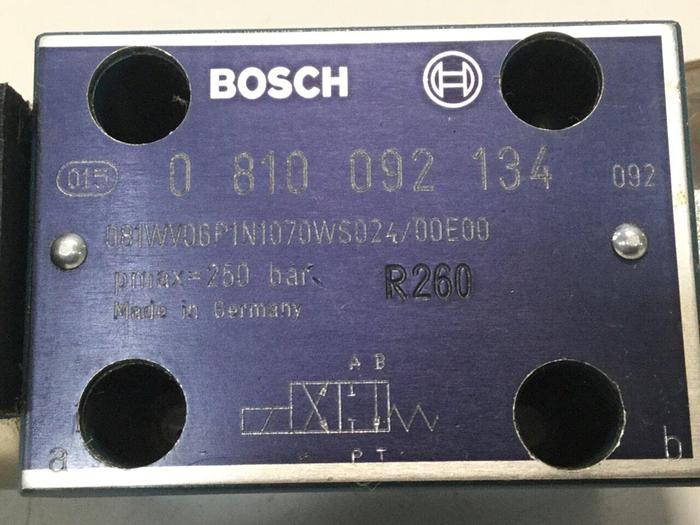 BOSCH
015 0 810 092 134 092
081WV06P1N1070WS024/00E00
pmax=250 bar R260
Made in Germany
A B
P T
a b